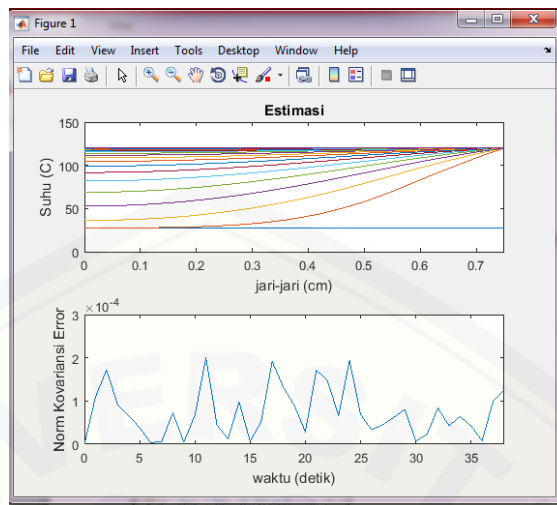 Figure 1
File Edit View Insert Tools Desktop Window Help
Estimasi
150
100
50
0
Suhu (C)
0 0.1 0.2 0.3 0.4 0.5 0.6 0.7
jari-jari (cm)
×10⁻⁴
3
2
1
0
Norm Kovariansi Error
0 5 10 15 20 25 30 35
waktu (detik)
VERSIT